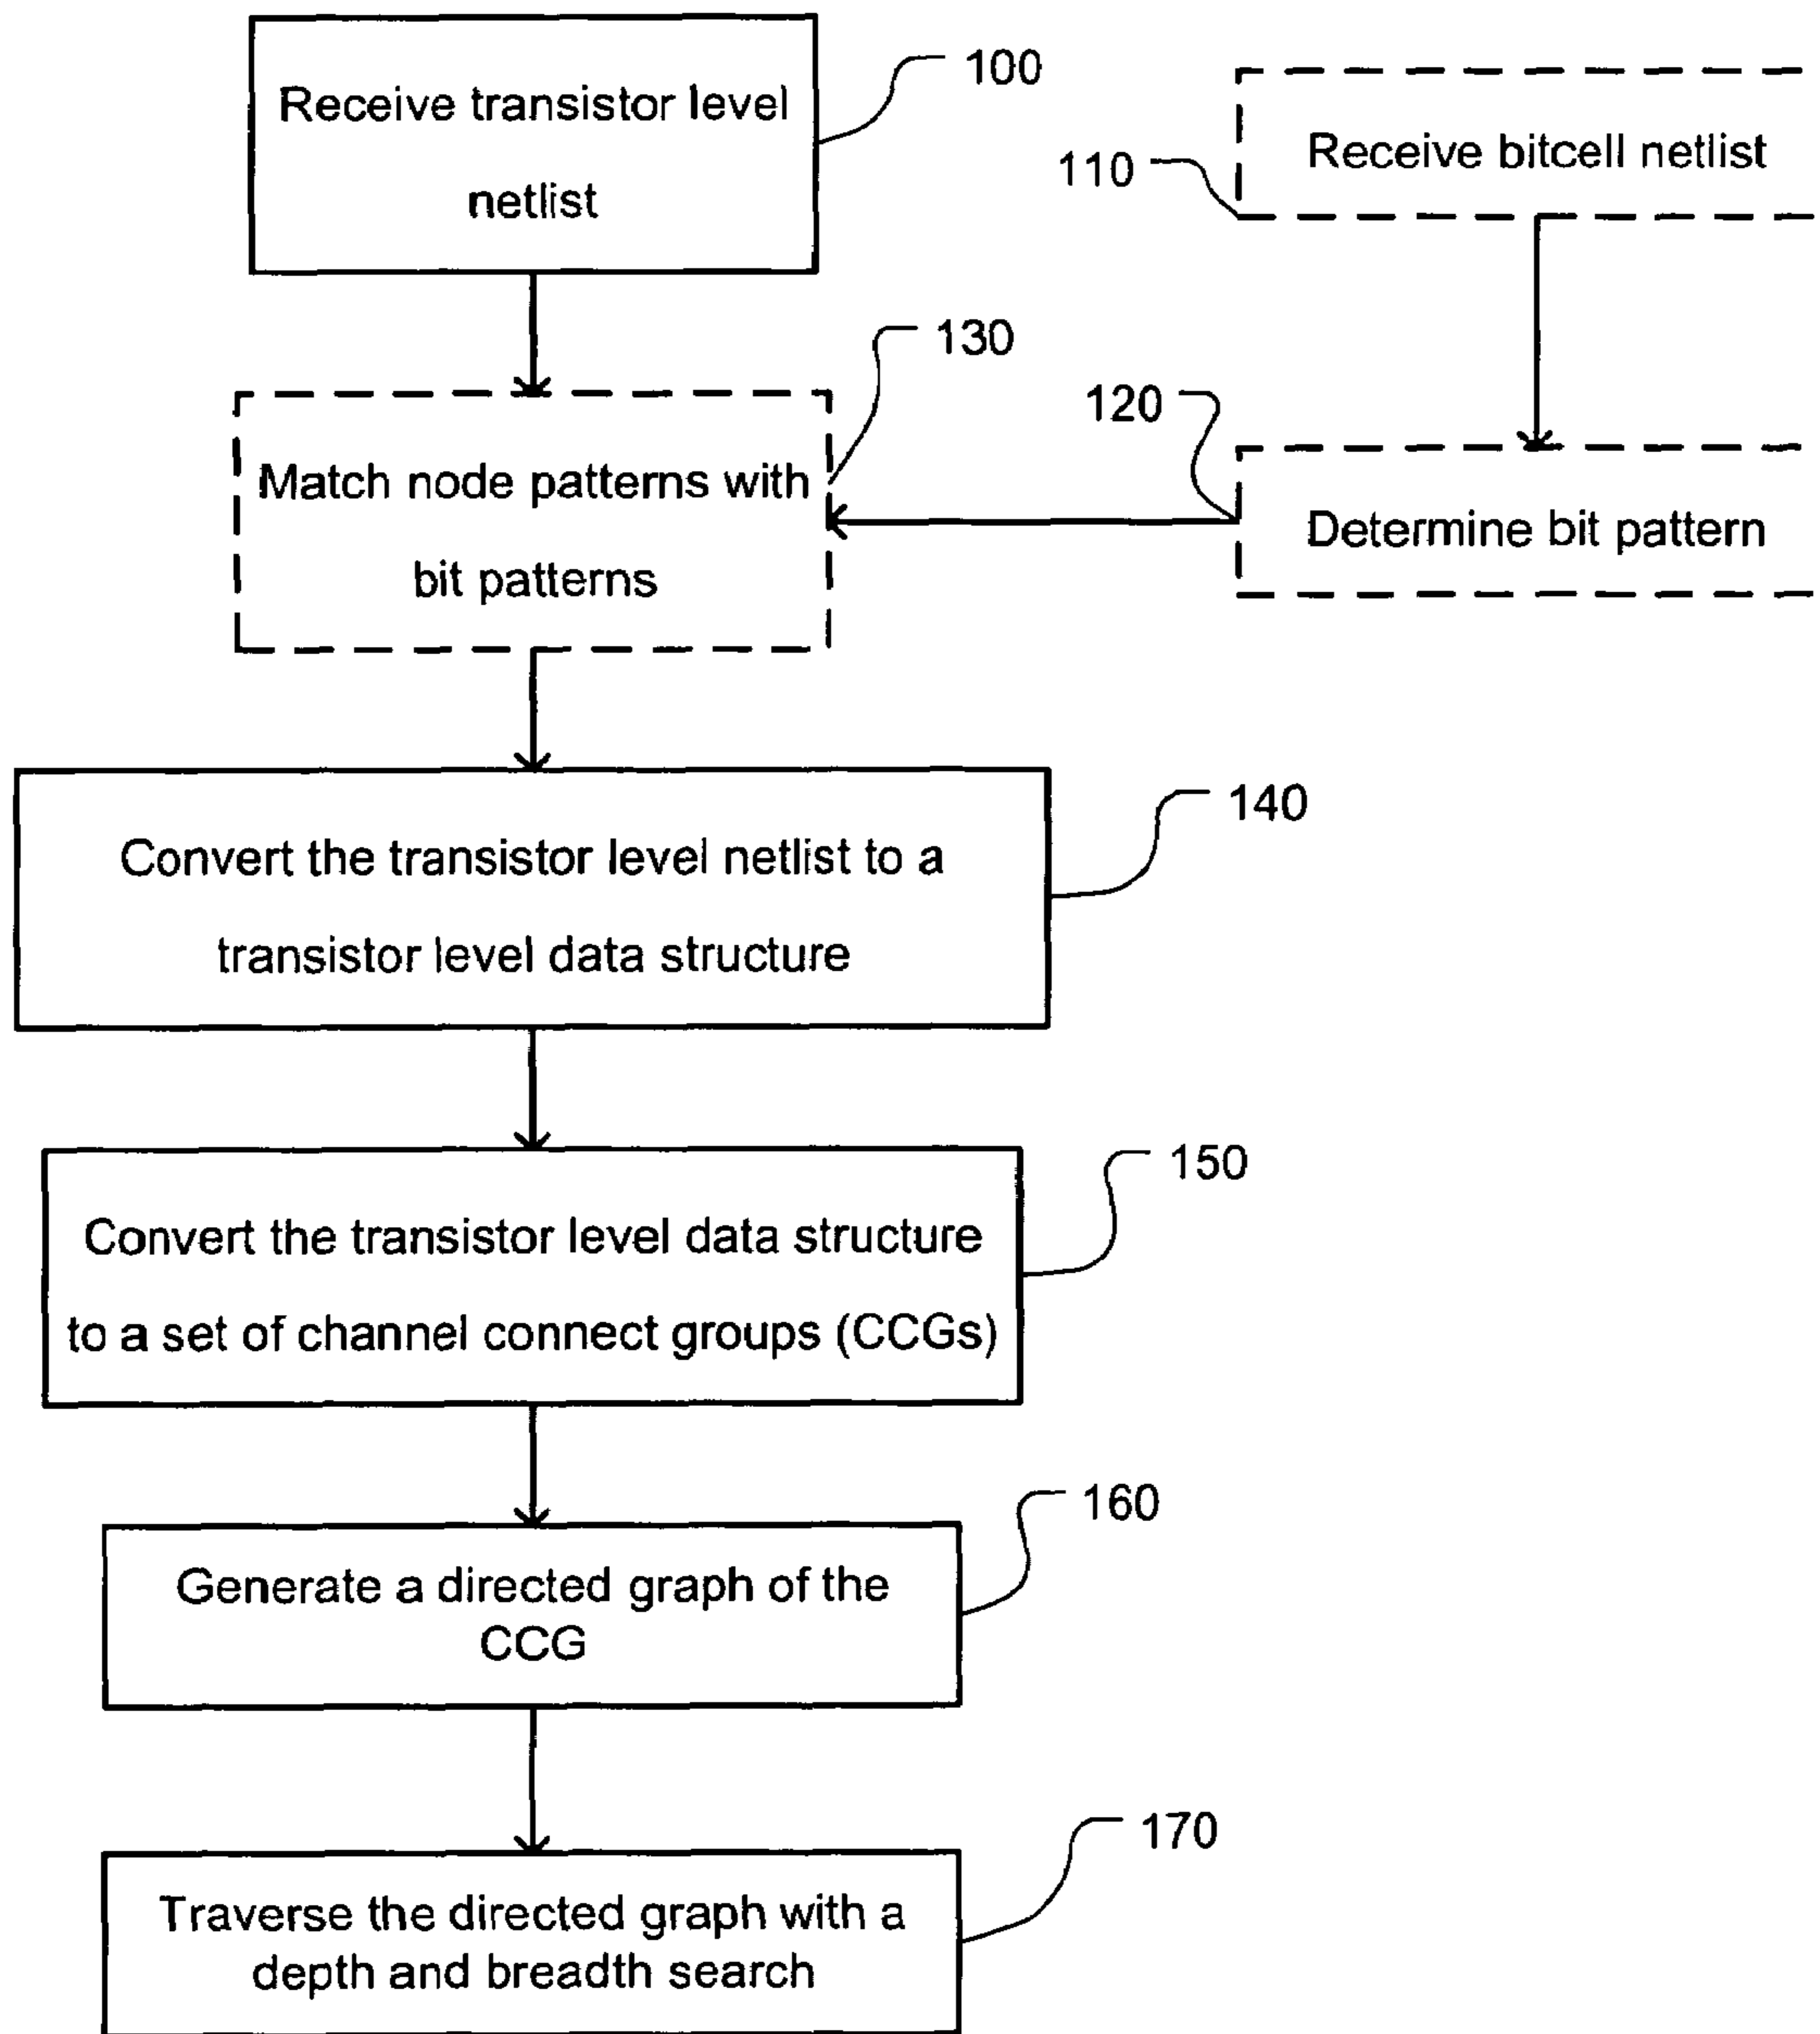 Receive transistor level
netlist
100
Receive bitcell netlist
110
130
Match node patterns with
bit patterns
120
Determine bit pattern
140
Convert the transistor level netlist to a
transistor level data structure
150
Convert the transistor level data structure
to a set of channel connect groups (CCGs)
160
Generate a directed graph of the
CCG
170
Traverse the directed graph with a
depth and breadth search